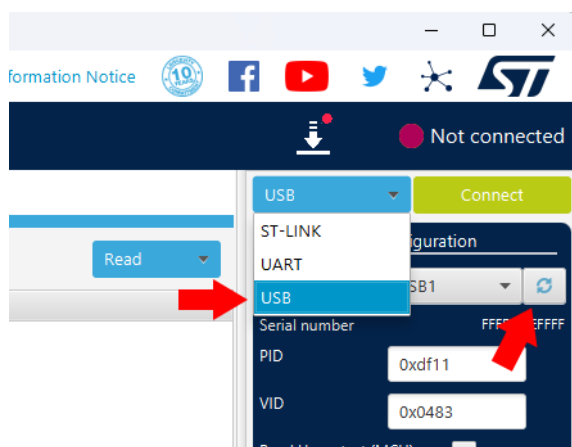 formation Notice
10
Not connected
USB
Connect
ST-LINK
iguration
Read
UART
SB1
USB
Serial number
PID
0xdf11
VID
0x0483